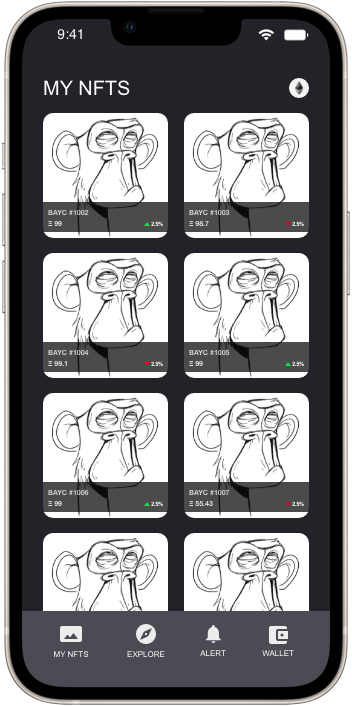 9:41
MY NFTS
BAYC #1002
Ξ 99
2.5%
BAYC #1003
Ξ 98.7
2.5%
BAYC #1004
Ξ 99.1
2.5%
BAYC #1005
Ξ 99
2.5%
BAYC #1006
Ξ 99
2.5%
BAYC #1007
Ξ 55.43
2.5%
MY NFTS
EXPLORE
ALERT
WALLET